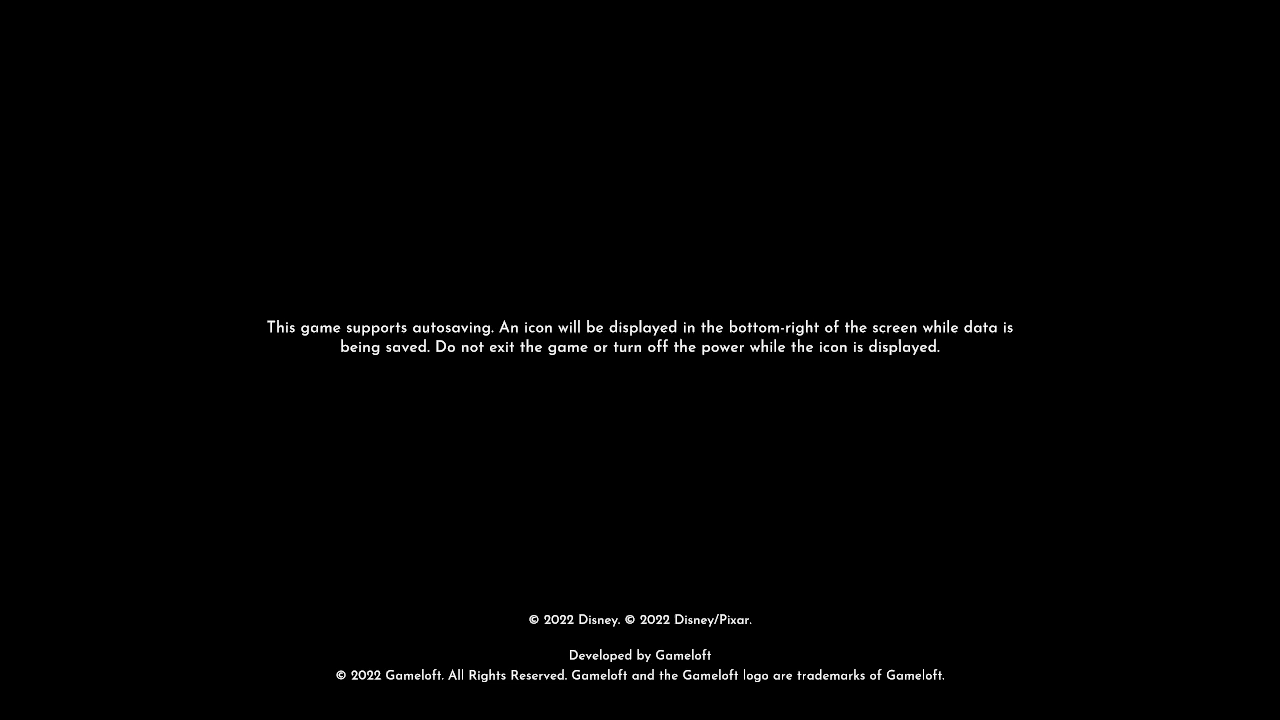 This game supports autosaving. An icon will be displayed in the bottom-right of the screen while data is
being saved. Do not exit the game or turn off the power while the icon is displayed.
© 2022 Disney. © 2022 Disney/Pixar.
Developed by Gameloft
© 2022 Gameloft. All Rights Reserved. Gameloft and the Gameloft logo are trademarks of Gameloft.